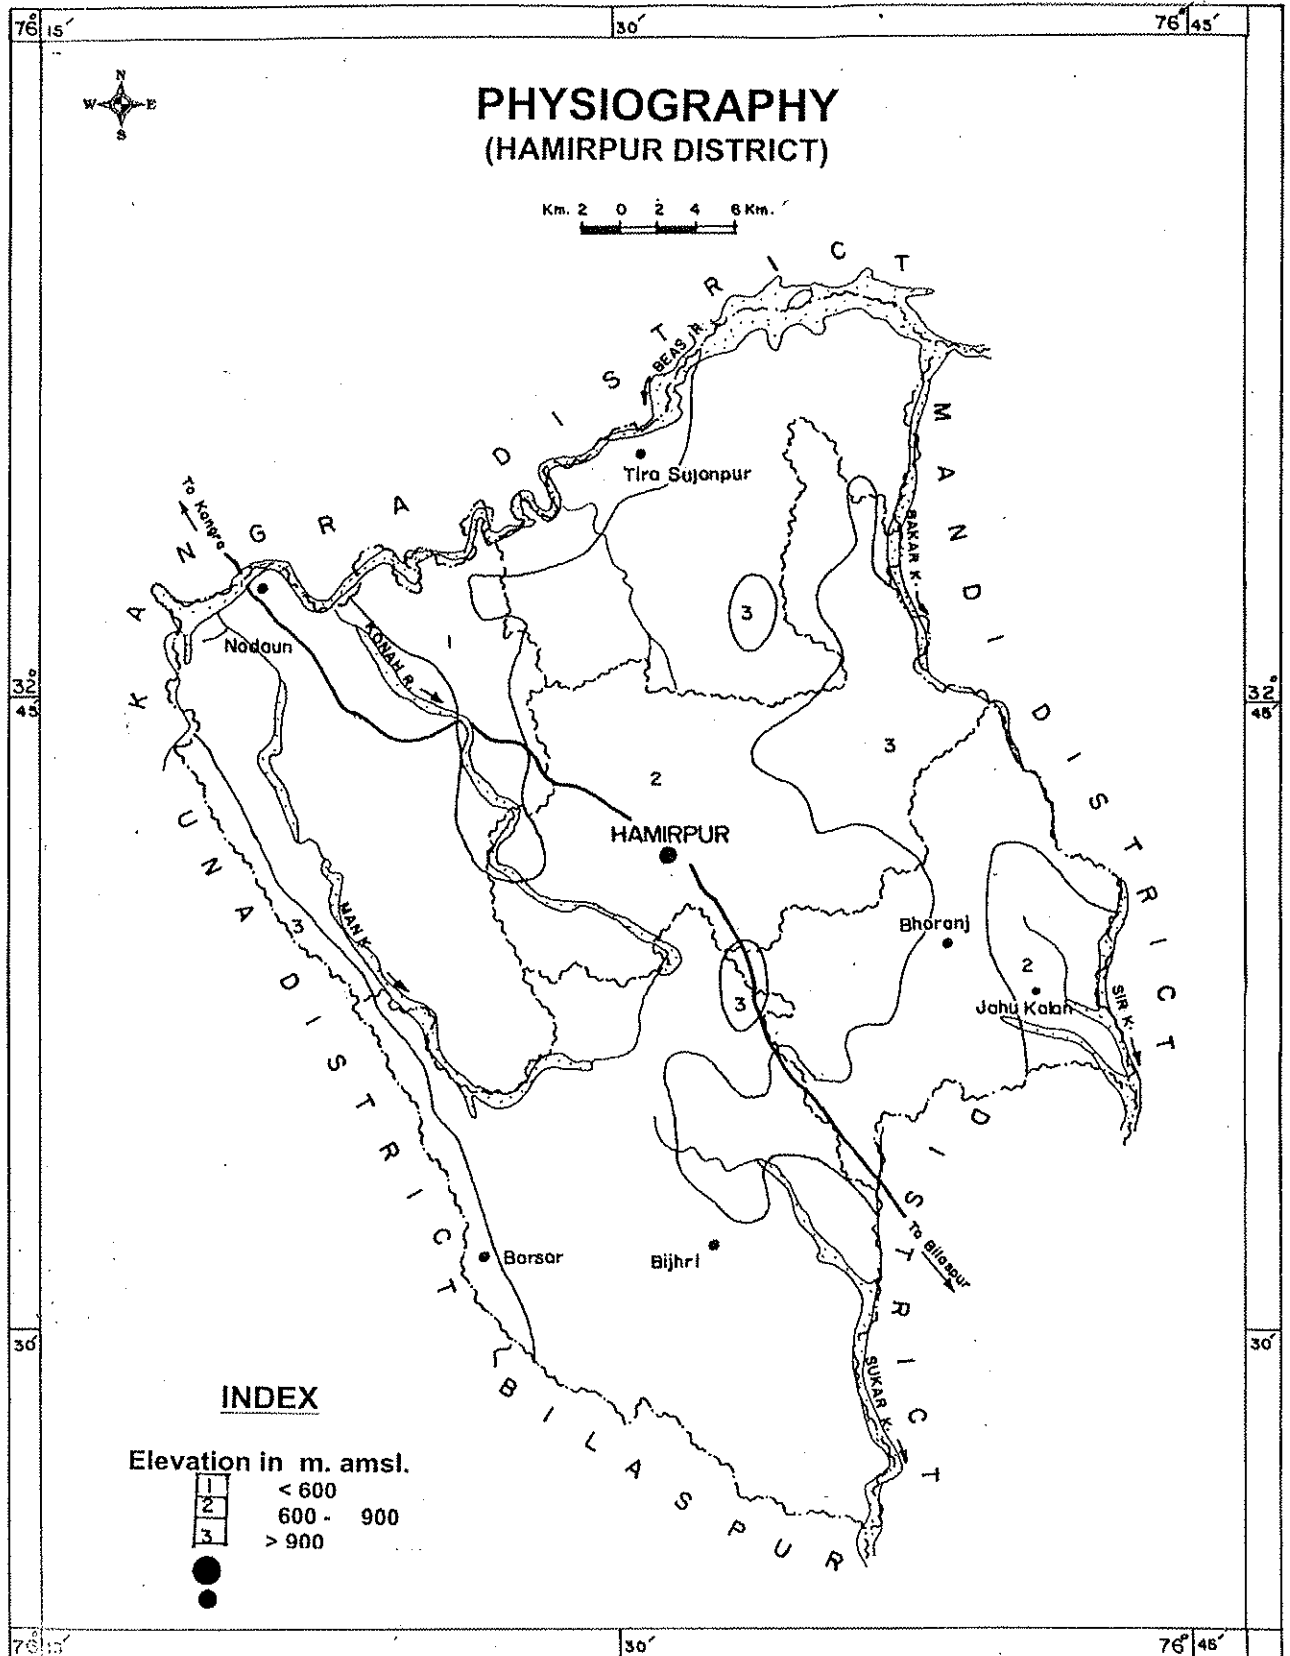 76° 15′ 30′ 76° 45′
N
W E
S
PHYSIOGRAPHY
(HAMIRPUR DISTRICT)
Km. 2 0 2 4 6 Km.
KANGRA DISTRICT
BEAS R.
MANDI DISTRICT
Tira Sujanpur
To Kangra
BAKAR K.
Nadaun
KONAH R.
1
3
32° 45′
32° 45′
3
2
HAMIRPUR
UNA DISTRICT
3
MAN K.
Bhoranj
2
3
Jahu Kalan
SIR K.
Barsar
Bijhri
To Bilaspur
30′
30′
SUKAR K.
BILASPUR DISTRICT
INDEX
Elevation in m. amsl.
1 < 600
2 600 - 900
3 > 900
76° 15′ 30′ 76° 45′